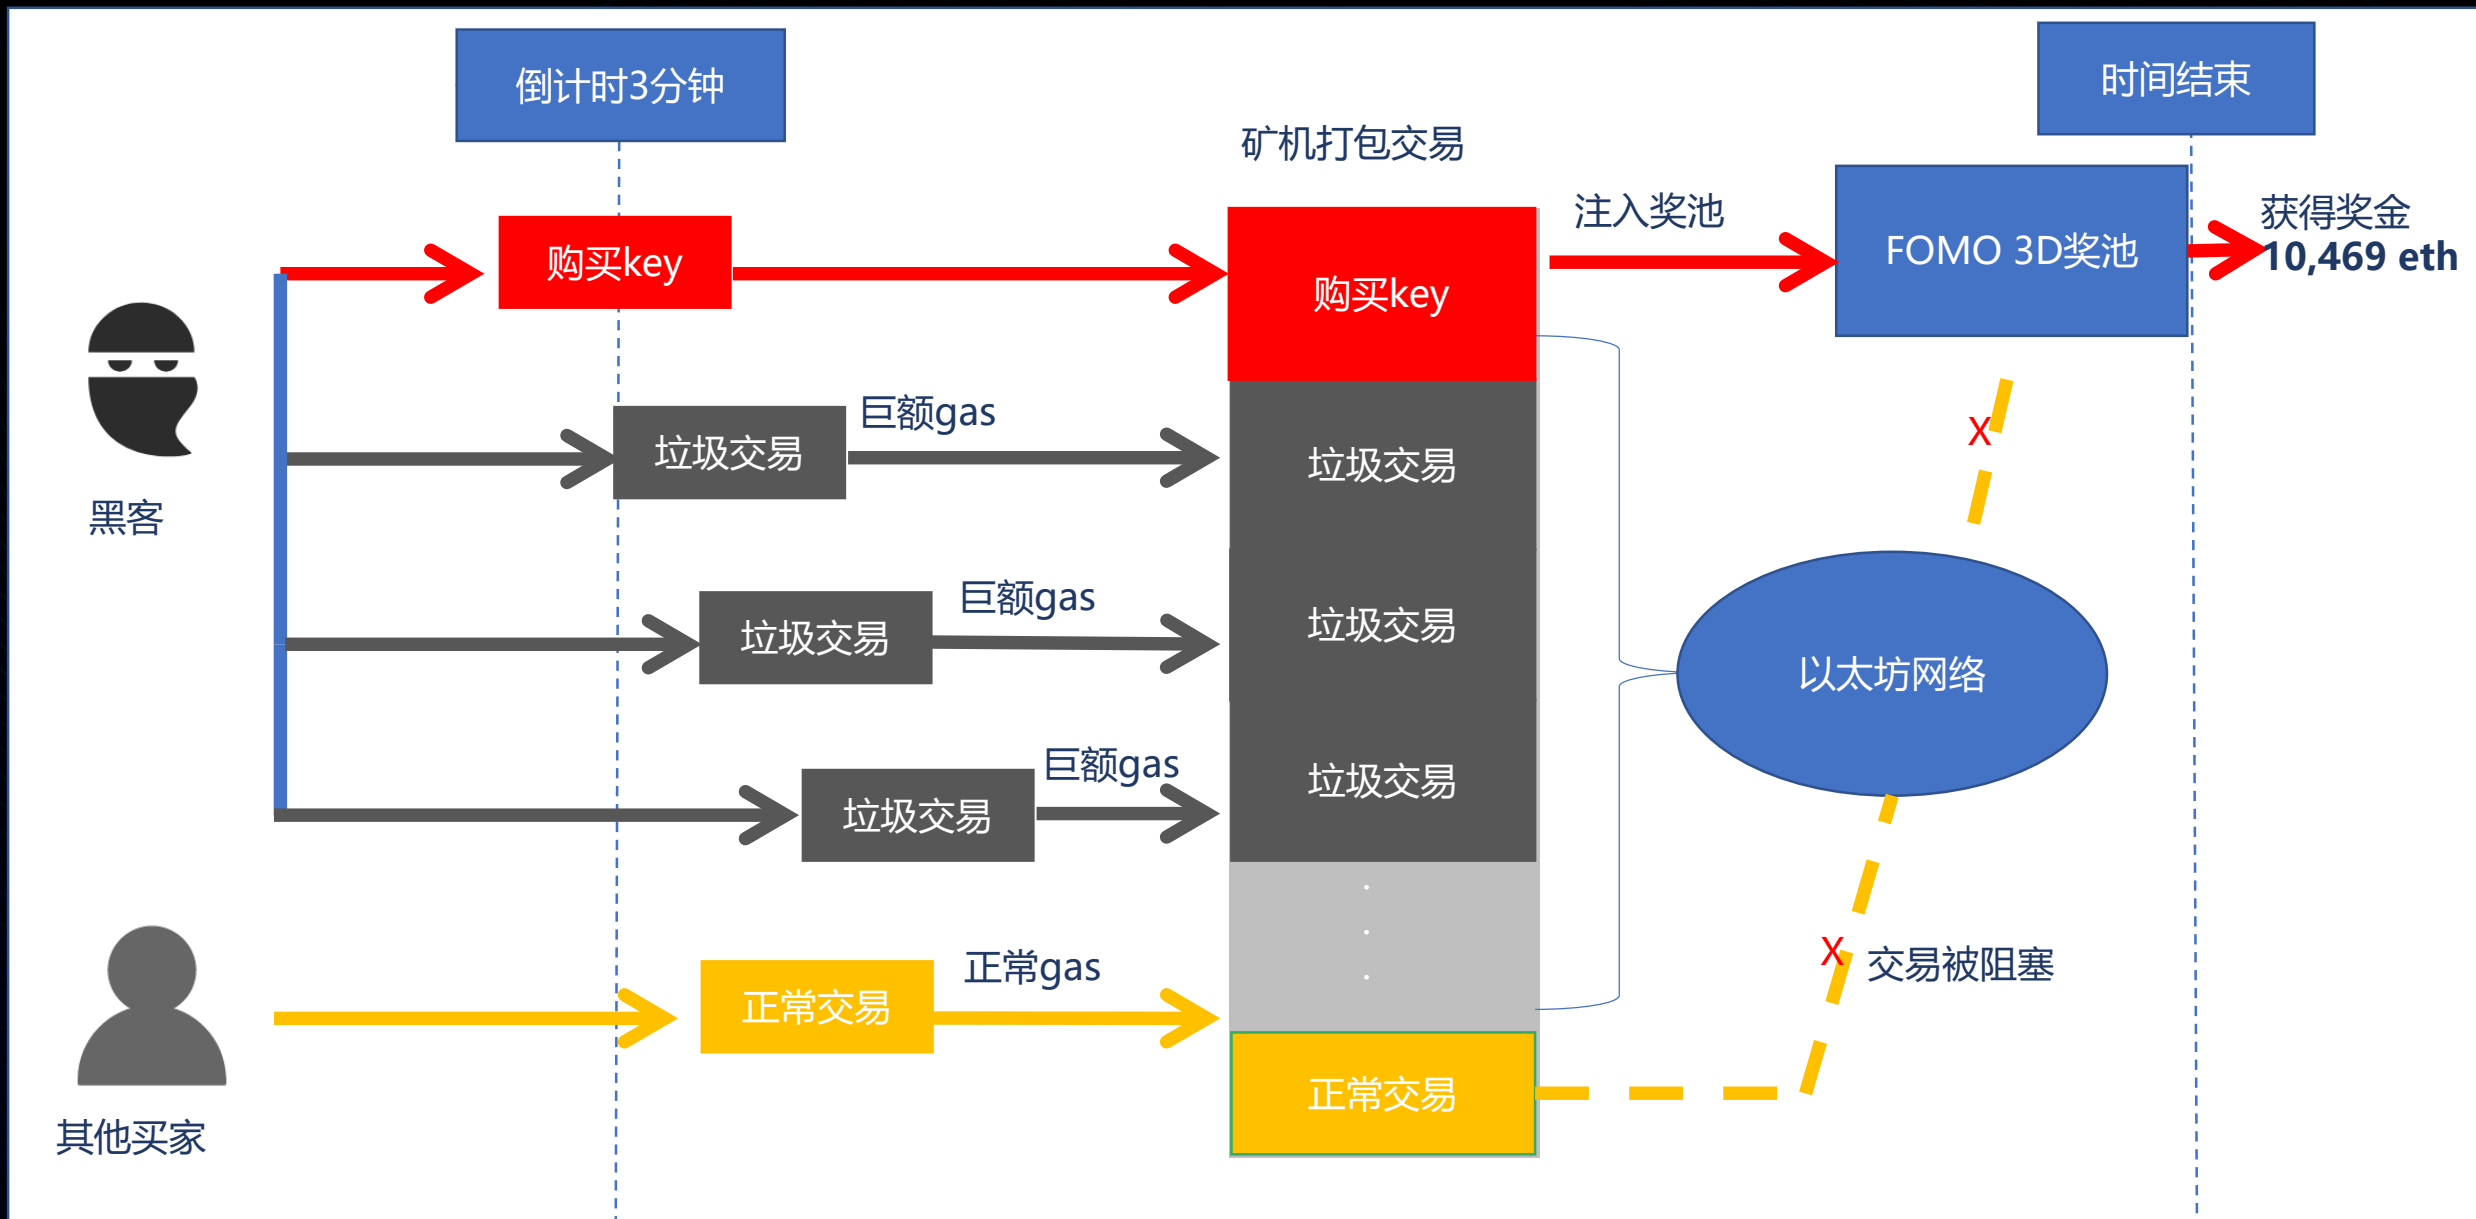 倒计时3分钟
时间结束
矿机打包交易
购买key
购买key
注入奖池
FOMO 3D奖池
获得奖金
10,469 eth
黑客
垃圾交易
巨额gas
垃圾交易
X
垃圾交易
巨额gas
垃圾交易
以太坊网络
垃圾交易
巨额gas
垃圾交易
.
.
.
其他买家
正常交易
正常gas
正常交易
X
交易被阻塞